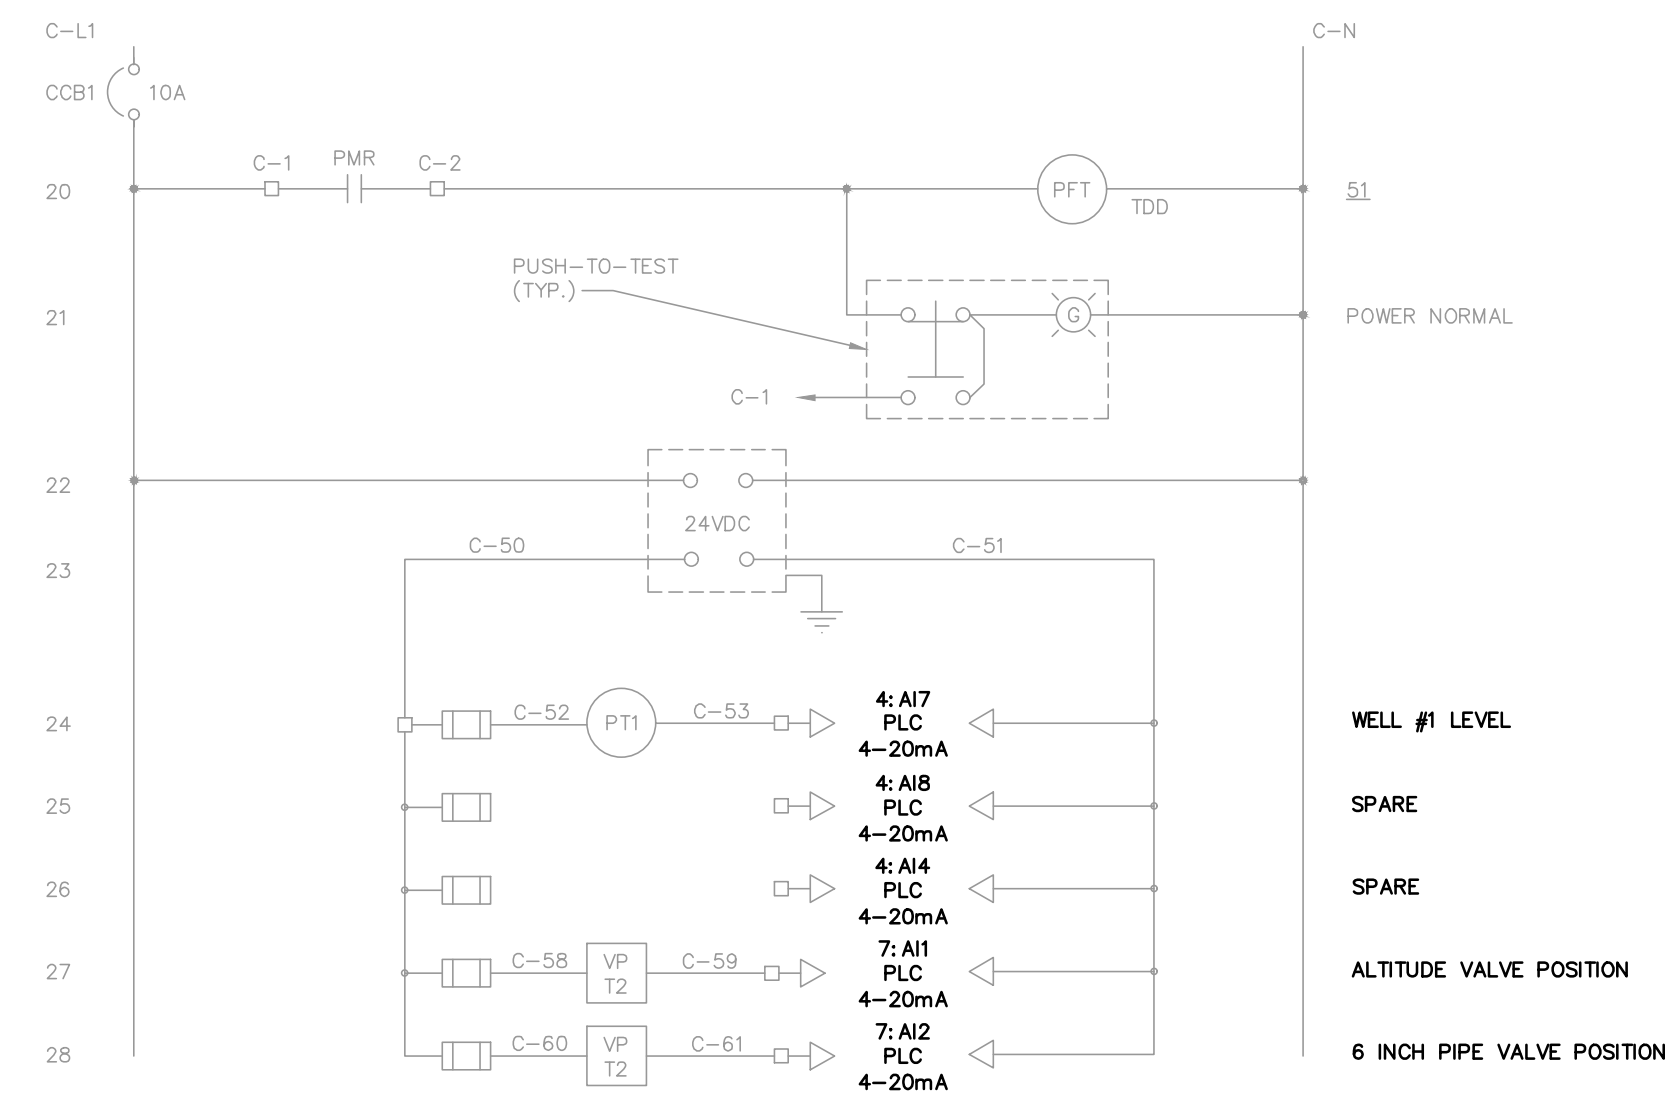 C-L1
C-N
CCB1
10A
C-1
PMR
C-2
20
PFT
TDD
51
PUSH-TO-TEST
(TYP.)
21
G
POWER NORMAL
C-1
22
24VDC
23
C-50
C-51
24
C-52
PT1
C-53
4: AI7
PLC
4-20mA
WELL #1 LEVEL
25
4: AI8
PLC
4-20mA
SPARE
26
4: AI4
PLC
4-20mA
SPARE
27
C-58
VP
T2
C-59
7: AI1
PLC
4-20mA
ALTITUDE VALVE POSITION
28
C-60
VP
T2
C-61
7: AI2
PLC
4-20mA
6 INCH PIPE VALVE POSITION